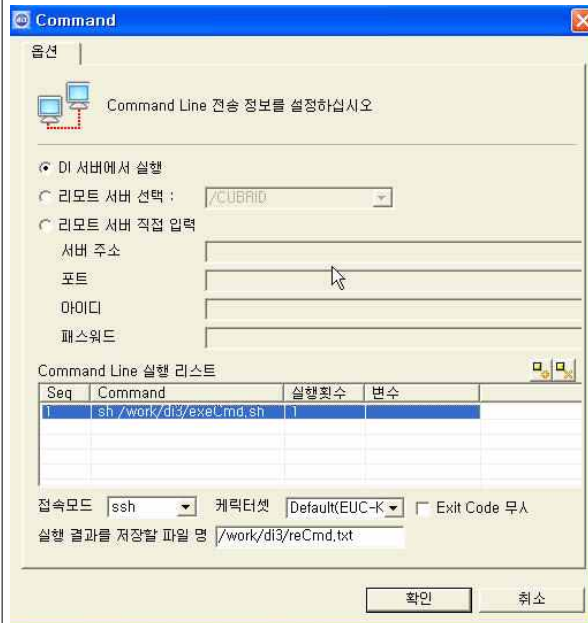 Command
옵션
Command Line 전송 정보를 설정하십시오
DI 서버에서 실행
리모트 서버 선택 : /CUBRID
리모트 서버 직접 입력
서버 주소
포트
아이디
패스워드
Command Line 실행 리스트
Seq Command 실행횟수 변수
1 sh /work/di3/exeCmd.sh 1
접속모드 ssh 케릭터셋 Default(EUC-K Exit Code 무시
실행 결과를 저장할 파일 명 /work/di3/reCmd.txt
확인 취소